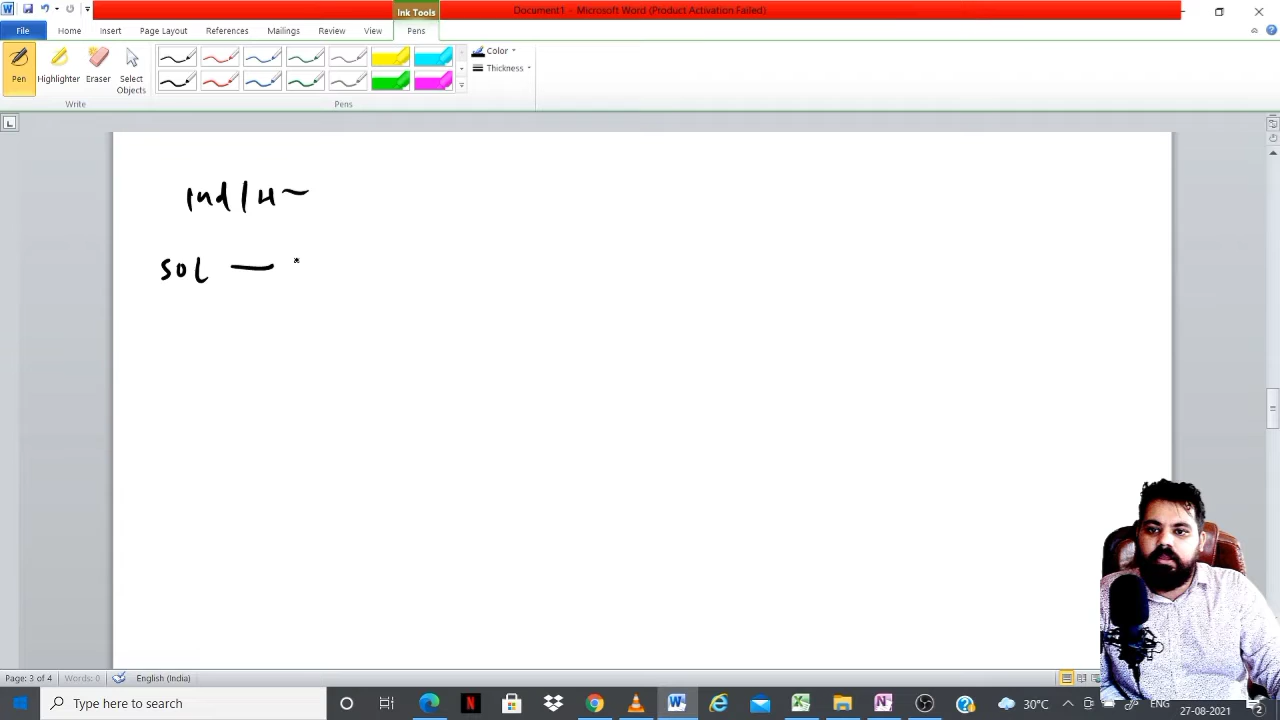 Ink Tools
Document1 - Microsoft Word (Product Activation Failed)
File Home Insert Page Layout References Mailings Review View Pens
Pen Highlighter Eraser Select Objects
Color
Thickness
Write Pens
Ind/H
SOL —
Page: 3 of 4 Words: 0 English (India)
Type here to search
30°C ENG
27-08-2021